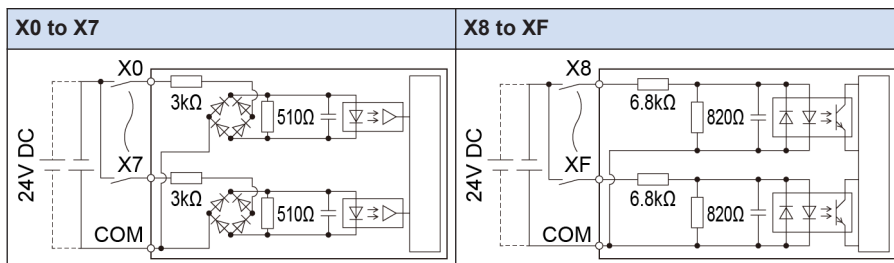 X0 to X7
X8 to XF
X0
3kΩ
510Ω
24V DC
X7
3kΩ
510Ω
COM
X8
6.8kΩ
820Ω
24V DC
XF
6.8kΩ
820Ω
COM